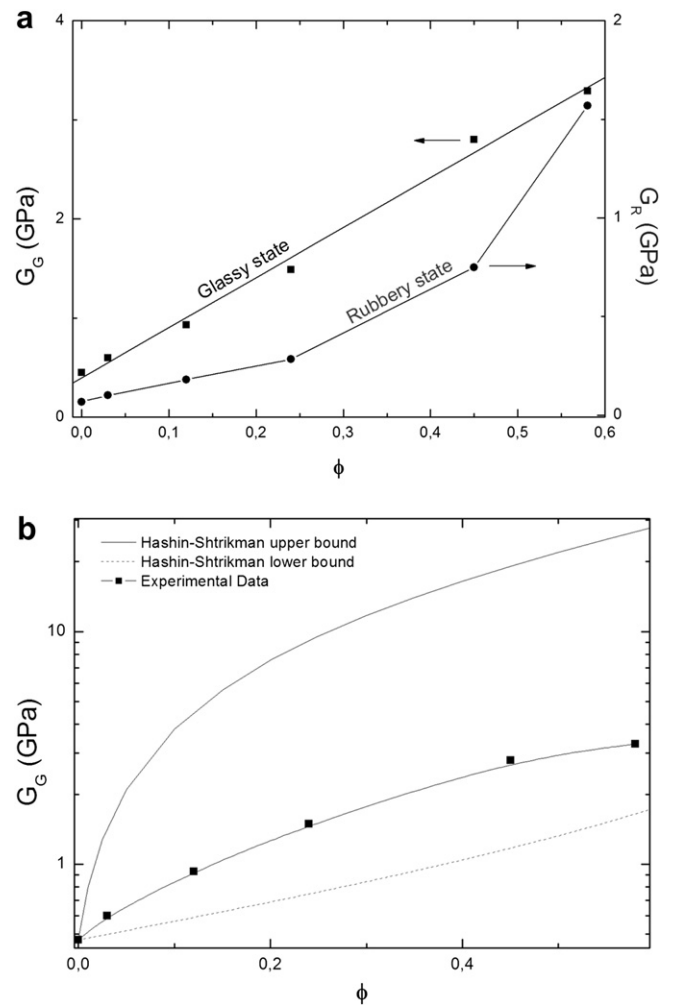 a
4
2
0
G_G (GPa)
Glassy state
Rubbery state
2
1
0
G_R (GPa)
0,0 0,1 0,2 0,3 0,4 0,5 0,6
ϕ
b
Hashin-Shtrikman upper bound
Hashin-Shtrikman lower bound
Experimental Data
10
1
G_G (GPa)
0,0 0,2 0,4
ϕ